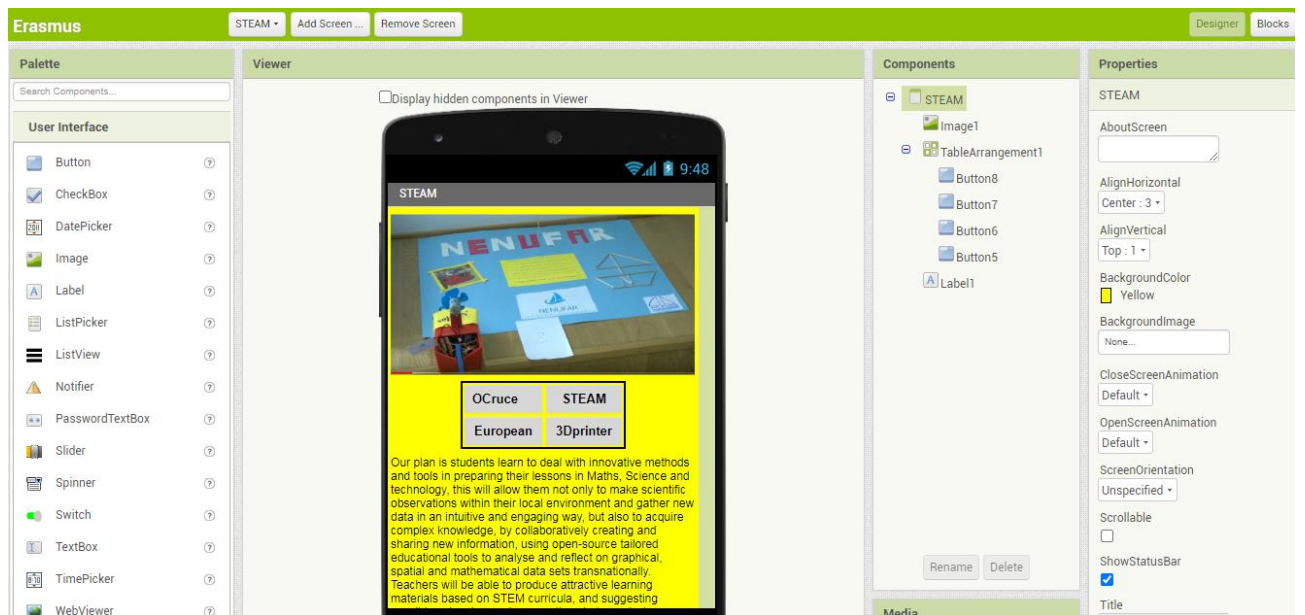 Erasmus
STEAM
Add Screen ...
Remove Screen
Designer
Blocks
Palette
Search Components...
User Interface
Button
CheckBox
DatePicker
Image
Label
ListPicker
ListView
Notifier
PasswordTextBox
Slider
Spinner
Switch
TextBox
TimePicker
WebViewer
Viewer
Display hidden components in Viewer
9:48
STEAM
NENUFAR
NENUFAR
OCruce
STEAM
European
3Dprinter
Our plan is students learn to deal with innovative methods
and tools in preparing their lessons in Maths, Science and
technology, this will allow them not only to make scientific
observations within their local environment and gather new
data in an intuitive and engaging way, but also to acquire
complex knowledge, by collaboratively creating and
sharing new information, using open-source tailored
educational tools to analyse and reflect on graphical,
spatial and mathematical data sets transnationally.
Teachers will be able to produce attractive learning
materials based on STEM curricula, and suggesting
Components
STEAM
Image1
TableArrangement1
Button8
Button7
Button6
Button5
Label1
Rename
Delete
Media
Properties
STEAM
AboutScreen
AlignHorizontal
Center : 3
AlignVertical
Top : 1
BackgroundColor
Yellow
BackgroundImage
None...
CloseScreenAnimation
Default
OpenScreenAnimation
Default
ScreenOrientation
Unspecified
Scrollable
ShowStatusBar
Title